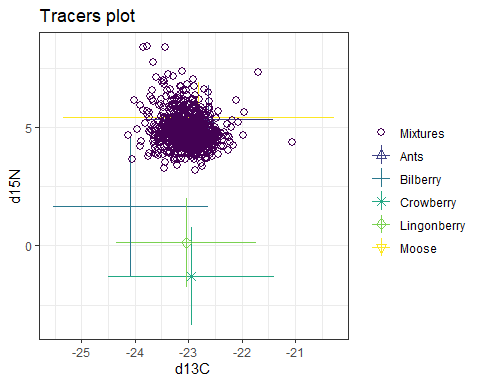 Tracers plot
d15N
5
0
-25
-24
-23
-22
-21
d13C
Mixtures
Ants
Bilberry
Crowberry
Lingonberry
Moose